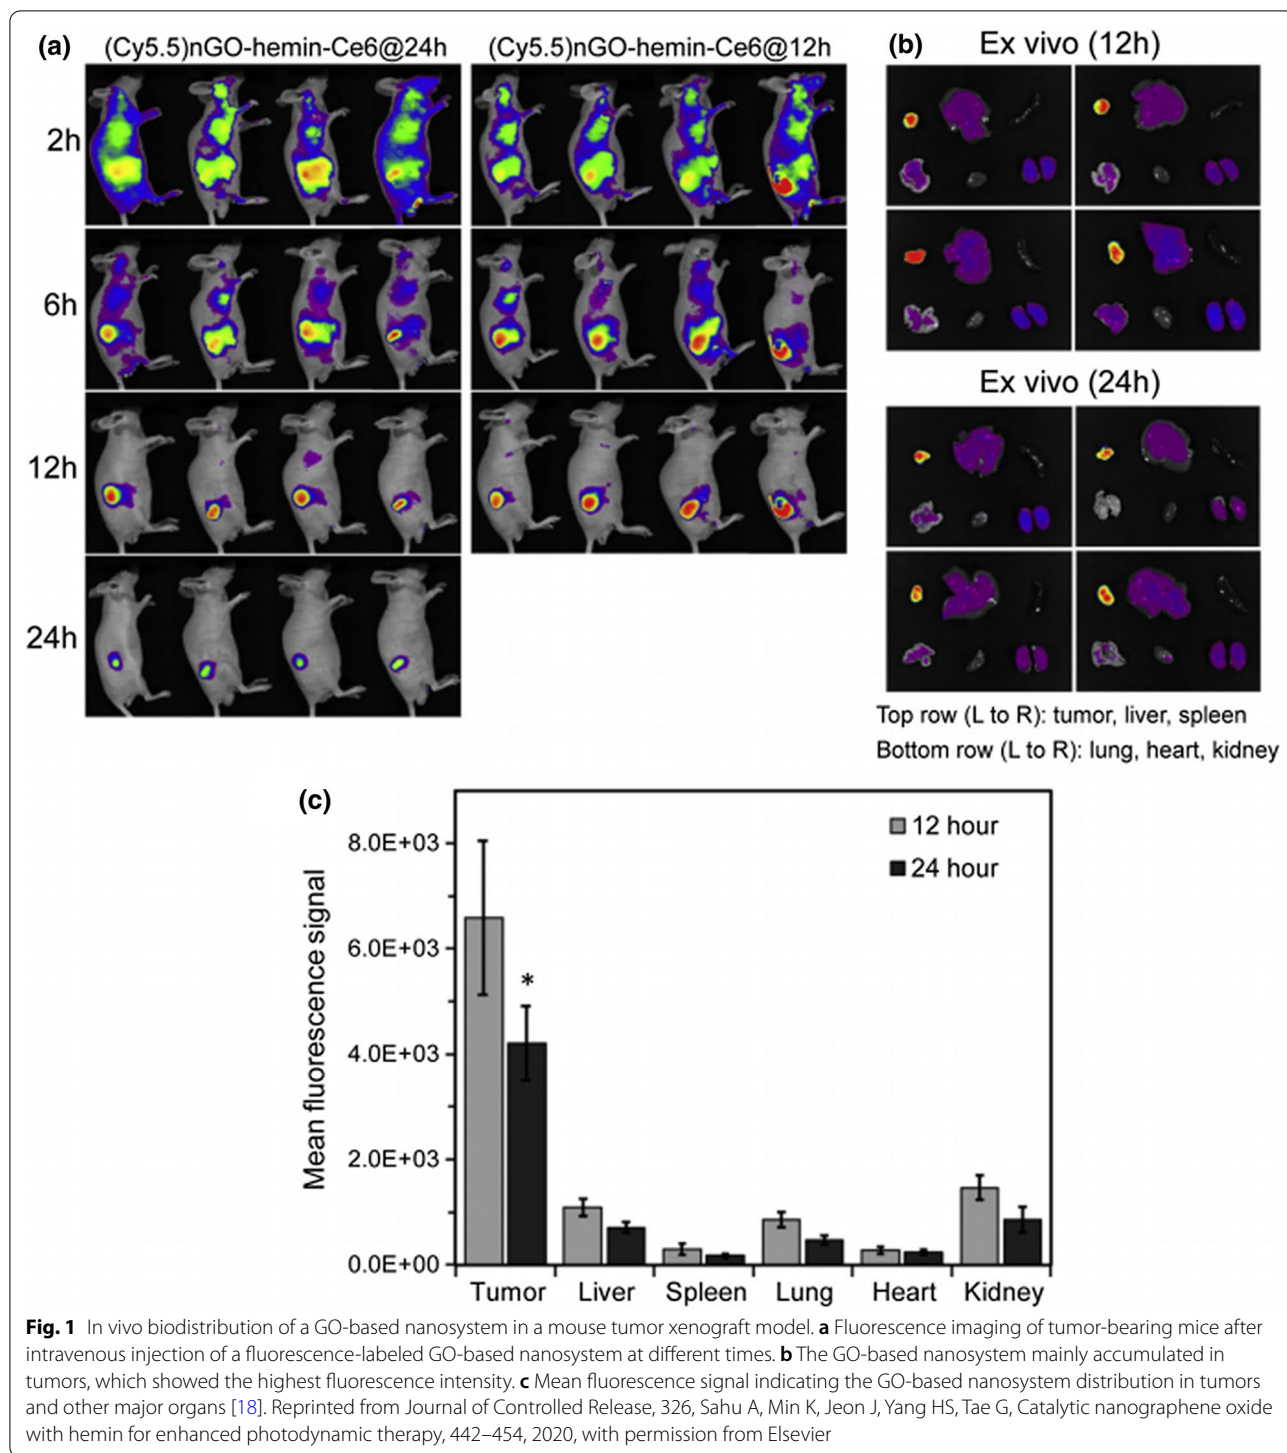 (a)
(Cy5.5)nGO-hemin-Ce6@24h
(Cy5.5)nGO-hemin-Ce6@12h
2h
6h
12h
24h
(b)
Ex vivo (12h)
Ex vivo (24h)
Top row (L to R): tumor, liver, spleen
Bottom row (L to R): lung, heart, kidney
(c)
Mean fluorescence signal
8.0E+03
6.0E+03
4.0E+03
2.0E+03
0.0E+00
12 hour
24 hour
*
Tumor
Liver
Spleen
Lung
Heart
Kidney
Fig. 1 In vivo biodistribution of a GO-based nanosystem in a mouse tumor xenograft model. a Fluorescence imaging of tumor-bearing mice after
intravenous injection of a fluorescence-labeled GO-based nanosystem at different times. b The GO-based nanosystem mainly accumulated in
tumors, which showed the highest fluorescence intensity. c Mean fluorescence signal indicating the GO-based nanosystem distribution in tumors
and other major organs [18]. Reprinted from Journal of Controlled Release, 326, Sahu A, Min K, Jeon J, Yang HS, Tae G, Catalytic nanographene oxide
with hemin for enhanced photodynamic therapy, 442–454, 2020, with permission from Elsevier